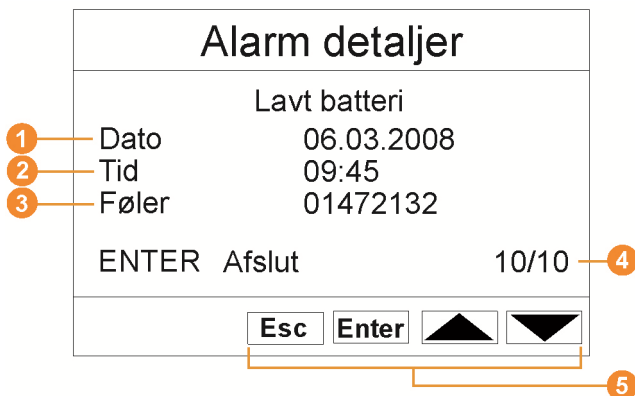 Alarm detaljer
Lavt batteri
1 Dato 06.03.2008
2 Tid 09:45
3 Føler 01472132
ENTER Afslut 10/10 4
Esc Enter
5